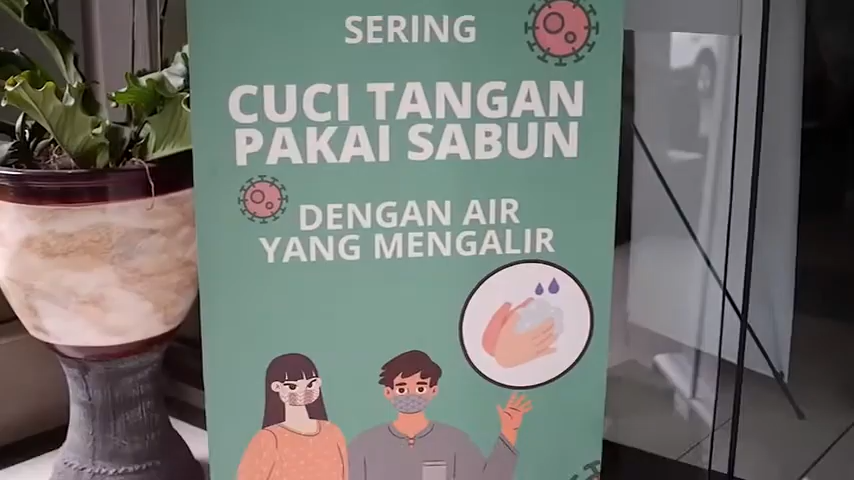 SERING
CUCI TANGAN
PAKAI SABUN
DENGAN AIR
YANG MENGALIR